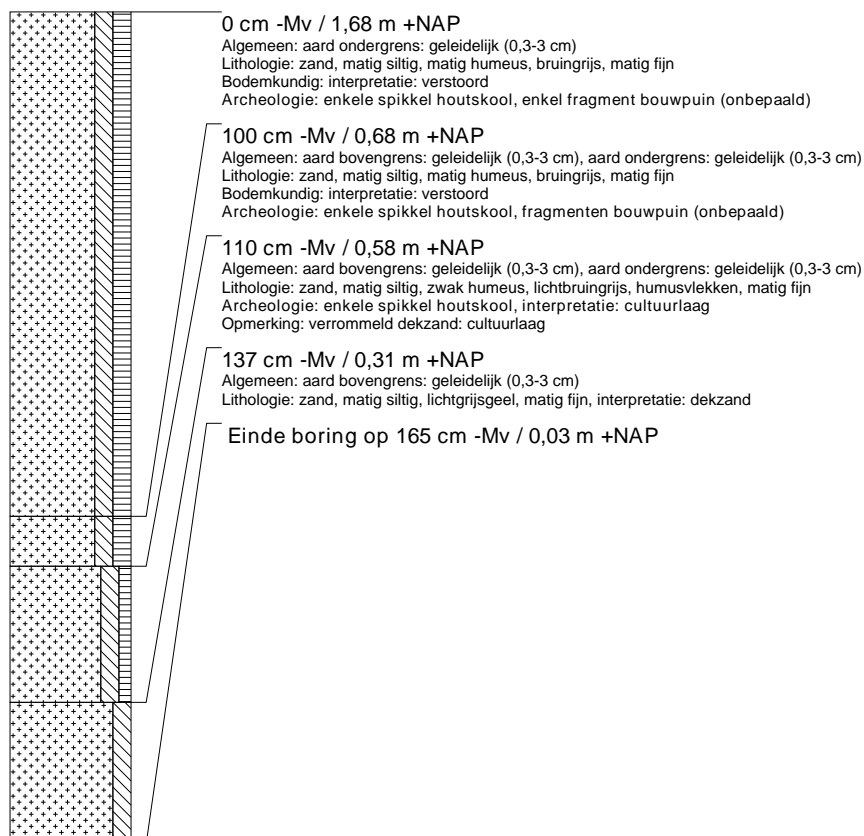 0 cm -Mv / 1,68 m +NAP
Algemeen: aard ondergrens: geleidelijk (0,3-3 cm)
Lithologie: zand, matig siltig, matig humeus, bruingrijs, matig fijn
Bodemkundig: interpretatie: verstoord
Archeologie: enkele spikkel houtskool, enkel fragment bouwpuin (onbepaald)
100 cm -Mv / 0,68 m +NAP
Algemeen: aard bovengrens: geleidelijk (0,3-3 cm), aard ondergrens: geleidelijk (0,3-3 cm)
Lithologie: zand, matig siltig, matig humeus, bruingrijs, matig fijn
Bodemkundig: interpretatie: verstoord
Archeologie: enkele spikkel houtskool, fragmenten bouwpuin (onbepaald)
110 cm -Mv / 0,58 m +NAP
Algemeen: aard bovengrens: geleidelijk (0,3-3 cm), aard ondergrens: geleidelijk (0,3-3 cm)
Lithologie: zand, matig siltig, zwak humeus, lichtbruingrijs, humusvlekken, matig fijn
Archeologie: enkele spikkel houtskool, interpretatie: cultuurlaag
Opmerking: verrommeld dekzand: cultuurlaag
137 cm -Mv / 0,31 m +NAP
Algemeen: aard bovengrens: geleidelijk (0,3-3 cm)
Lithologie: zand, matig siltig, lichtgrijsgeel, matig fijn, interpretatie: dekzand
Einde boring op 165 cm -Mv / 0,03 m +NAP